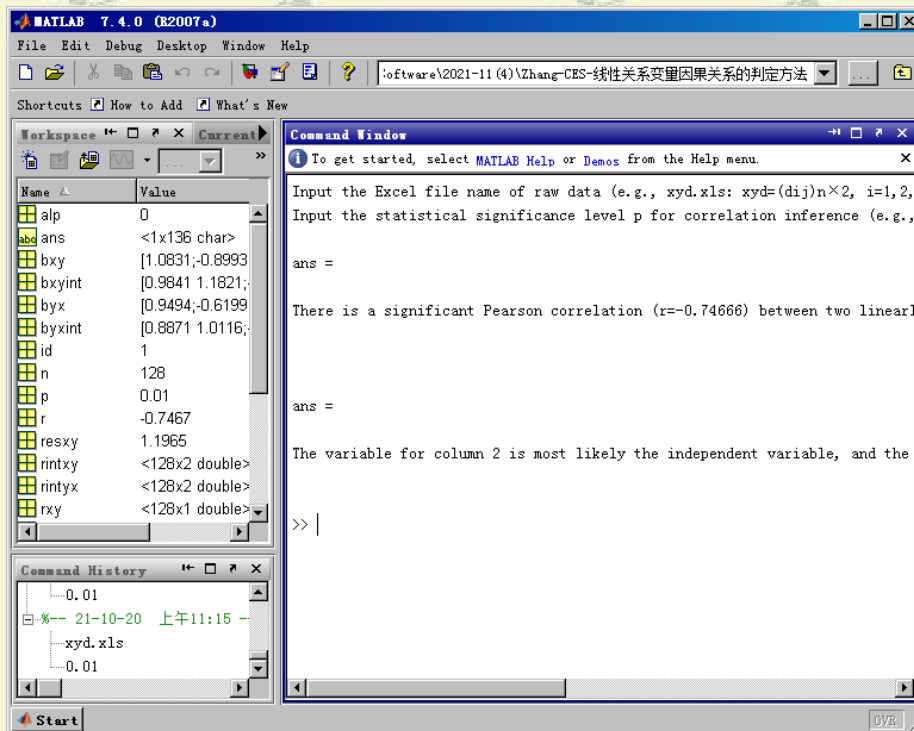 MATLAB 7.4.0 (R2007a)
File Edit Debug Desktop Window Help
:oftware\2021-11(4)\Zhang-CES-线性关系变量因果关系的判定方法 ...
Shortcuts How to Add What's New
Workspace Current
...
Name Value
alp 0
abc ans <1x136 char>
bxy [1.0831;-0.8993
bxyint [0.9841 1.1821;-
byx [0.9494;-0.6199
byxint [0.8871 1.0116;-
id 1
n 128
p 0.01
r -0.7467
resxy 1.1965
rintxy <128x2 double>
rintyx <128x2 double>
rxy <128x1 double>
Command History
0.01
%-- 21-10-20 上午11:15 --
xyd.xls
0.01
Command Window
To get started, select MATLAB Help or Demos from the Help menu.
Input the Excel file name of raw data (e.g., xyd.xls: xyd=(dij)n×2, i=1,2,
Input the statistical significance level p for correlation inference (e.g.,
ans =
There is a significant Pearson correlation (r=-0.74666) between two linearl
ans =
The variable for column 2 is most likely the independent variable, and the
>>
Start
OVR